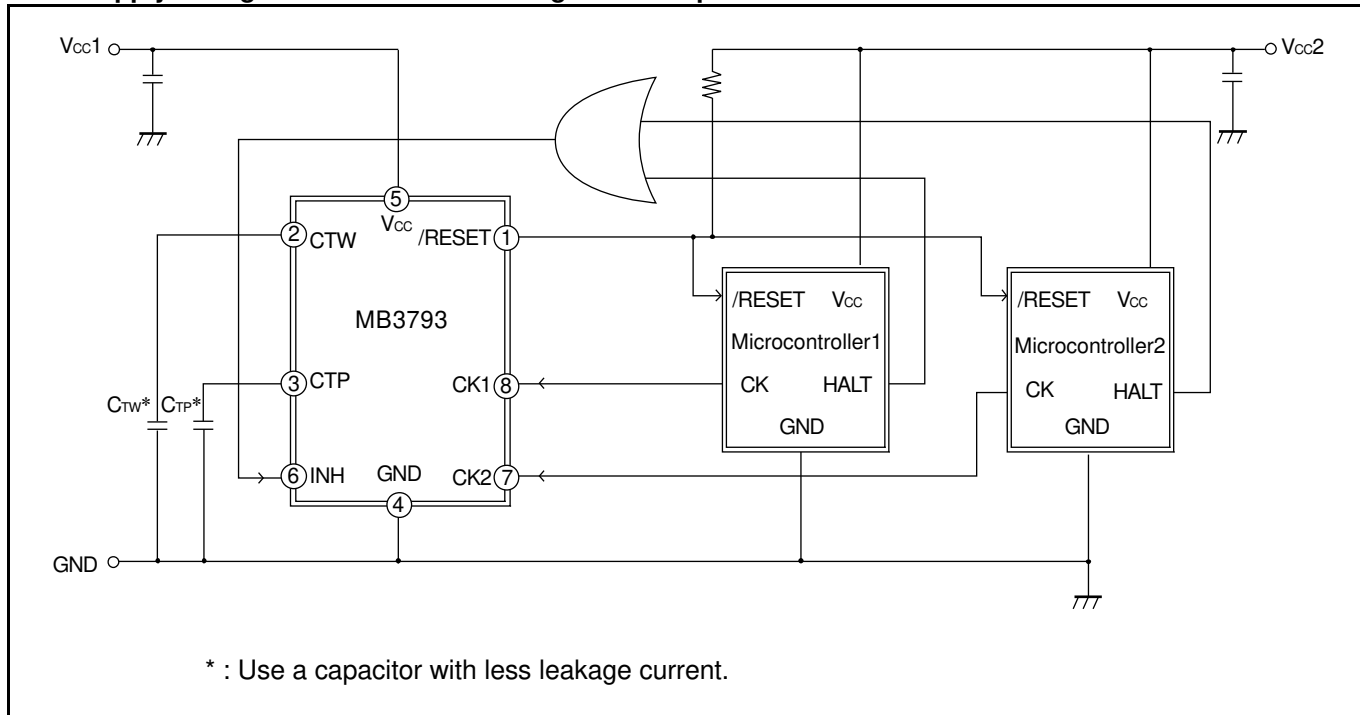 Vcc1
Vcc2
5
Vcc
2
CTW
/RESET
1
MB3793
3
CTP
CK1
8
CTW*
CTP*
6
INH
GND
CK2
7
4
GND
/RESET
Vcc
Microcontroller1
CK
HALT
GND
/RESET
Vcc
Microcontroller2
CK
HALT
GND
* : Use a capacitor with less leakage current.